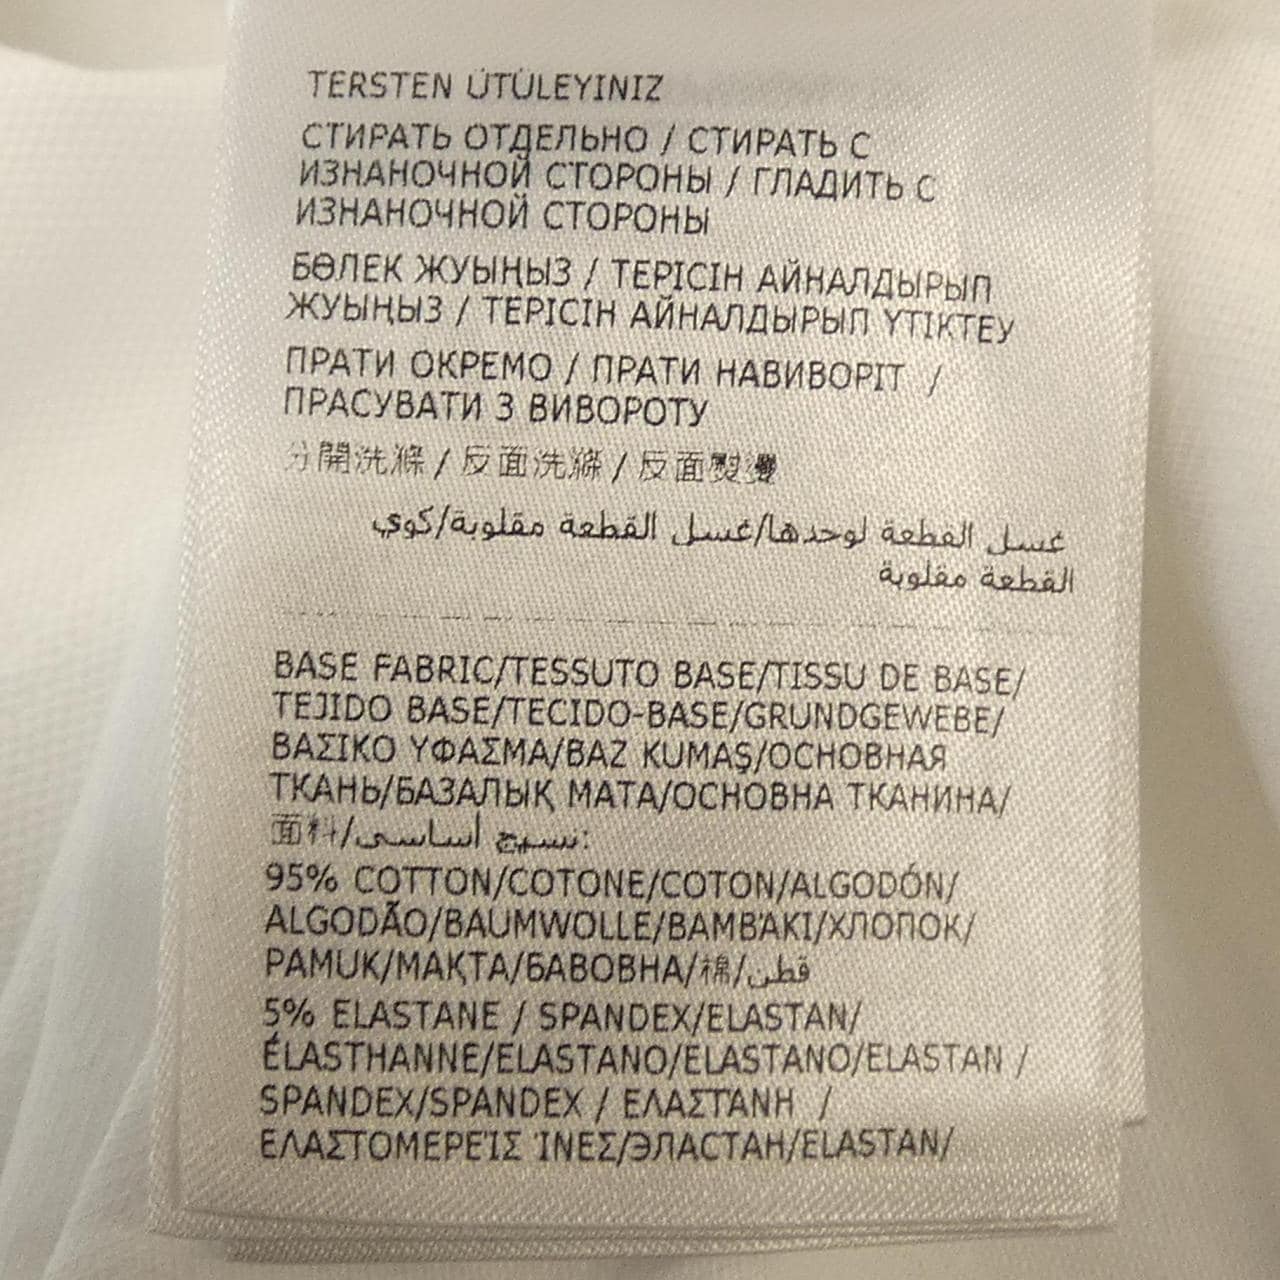 TERSTEN ÜTÜLEYINIZ
СТИРАТЬ ОТДЕЛЬНО / СТИРАТЬ С
ИЗНАНОЧНОЙ СТОРОНЫ / ГЛАДИТЬ С
ИЗНАНОЧНОЙ СТОРОНЫ
БӨЛЕК ЖУЫҢЫЗ / ТЕРІСІН АЙНАЛДЫРЫП
ЖУЫҢЫЗ / ТЕРІСІН АЙНАЛДЫРЫП ҮТІКТЕУ
ПРАТИ ОКРЕМО / ПРАТИ НАВИВОРІТ /
ПРАСУВАТИ З ВИВОРОТУ
分開洗滌 / 反面洗滌 / 反面熨燙
غسل القطعة لوحدها/غسل القطعة مقلوبة/كوي
القطعة مقلوبة
BASE FABRIC/TESSUTO BASE/TISSU DE BASE/
TEJIDO BASE/TECIDO-BASE/GRUNDGEWEBE/
ΒΑΣΙΚΟ ΥΦΑΣΜΑ/BAZ KUMAŞ/ОСНОВНАЯ
ТКАНЬ/БАЗАЛЫҚ МАТА/ОСНОВНА ТКАНИНА/
面料/نسيج أساسى:
95% COTTON/COTONE/COTON/ALGODÓN/
ALGODÃO/BAUMWOLLE/ΒΑΜΒΆΚΙ/ХЛОПОК/
PAMUK/МАҚТА/БАВОВНА/棉/قطن
5% ELASTANE / SPANDEX/ELASTAN/
ÉLASTHANNE/ELASTANO/ELASTANO/ELASTAN /
SPANDEX/SPANDEX / ΕΛΑΣΤΆΝΗ /
ΕΛΑΣΤΟΜΕΡΕΊΣ ΊΝΕΣ/ЭЛАСТАН/ELASTAN/